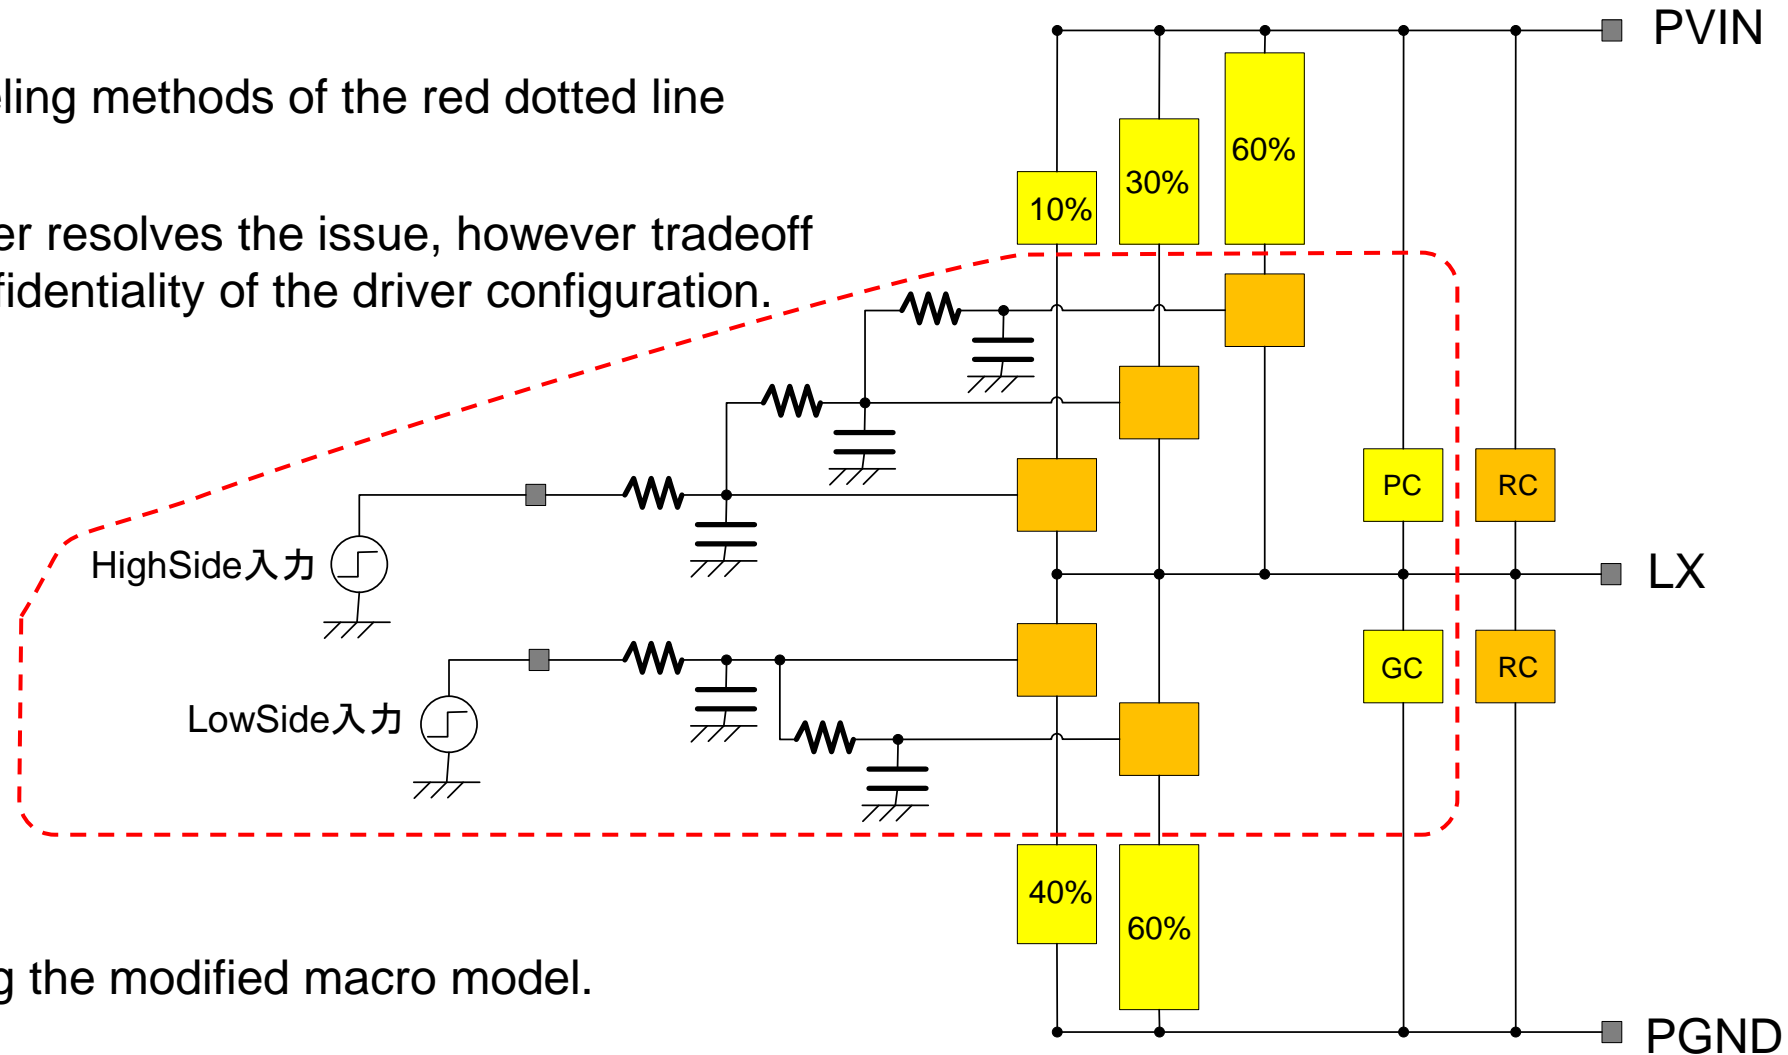 PVIN
eling methods of the red dotted line
60%
30%
10%
er resolves the issue, however tradeoff
fidentiality of the driver configuration.
PC
RC
HighSide入力
LX
GC
RC
LowSide入力
40%
60%
g the modified macro model.
PGND